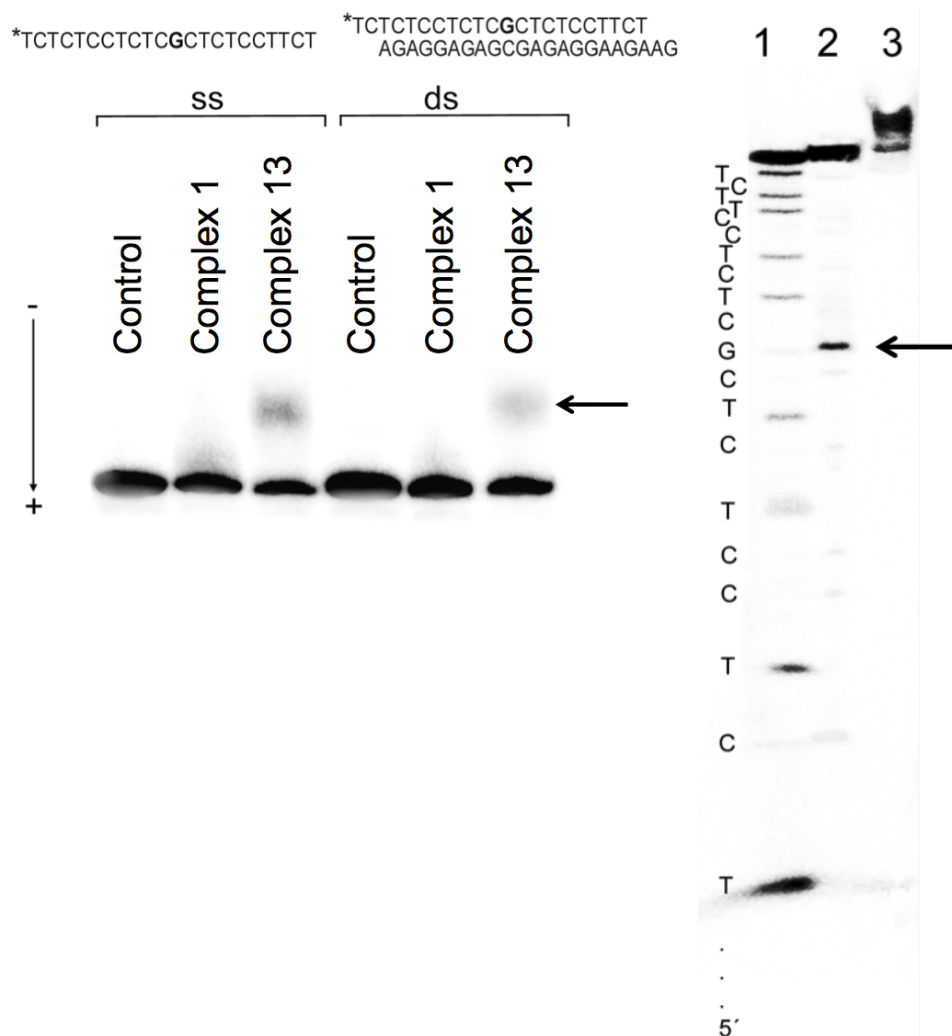 *TCTCTCCTCTCGCTCTCCTTCT
*TCTCTCCTCTCGCTCTCCTTCT
AGAGGAGAGCGAGAGGAAGAAG
ss
ds
Control
Complex 1
Complex 13
Control
Complex 1
Complex 13
-
+
1 2 3
T
C
T
T
C
C
T
C
T
C
G
C
T
C
T
C
C
T
C
T
.
.
.
5´